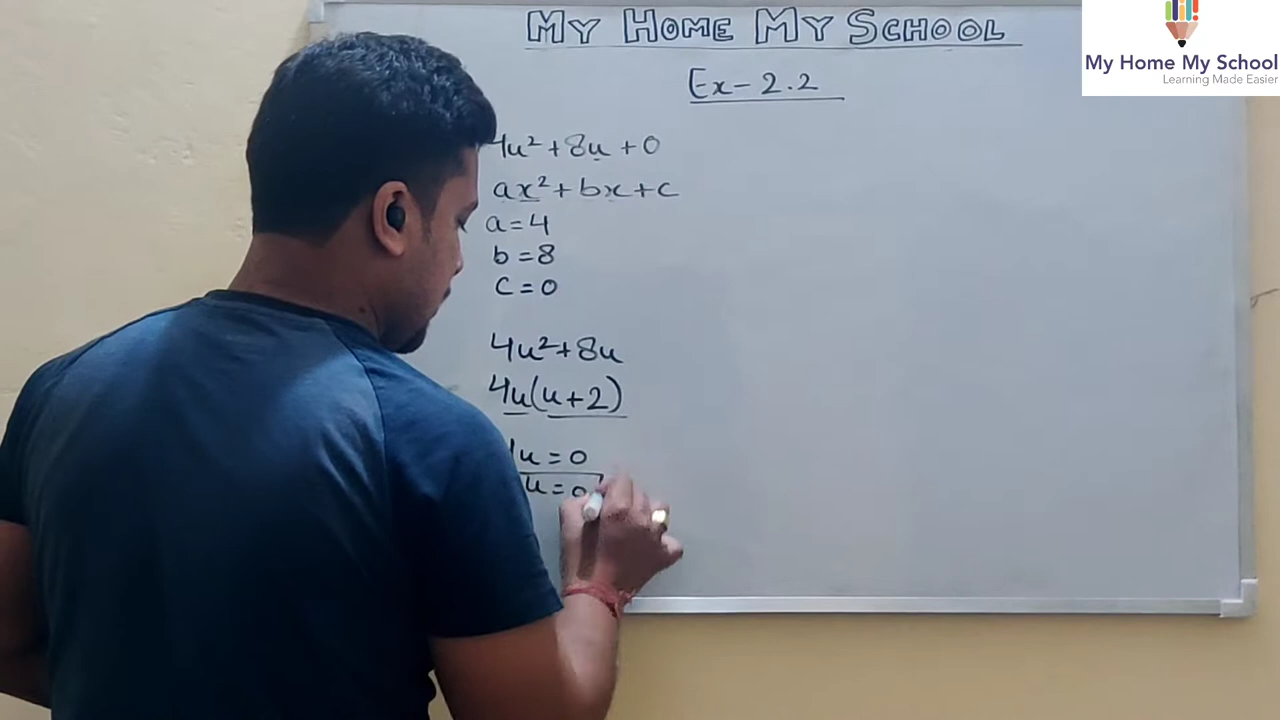 MY HOME MY SCHOOL
My Home My School
Learning Made Easier
Ex-2.2
4u²+8u+0
ax²+bx+c
a=4
b=8
c=0
4u²+8u
4u(u+2)
4u=0
u=0